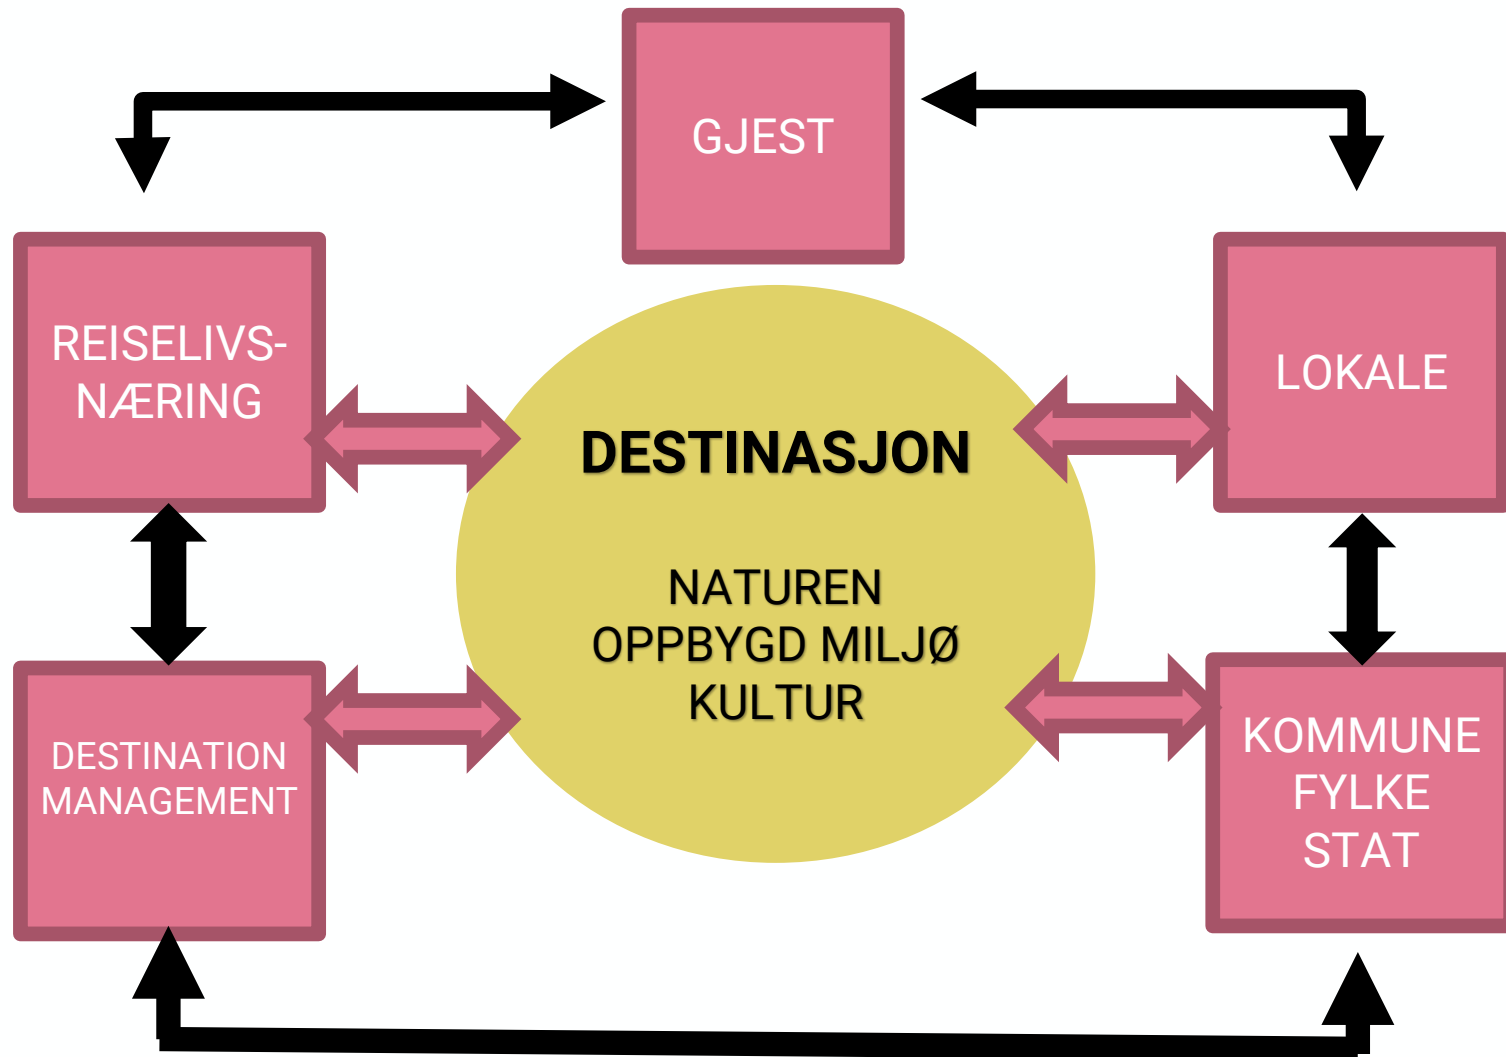 GJEST
REISELIVS-
NÆRING
LOKALE
DESTINASJON
NATUREN
OPPBYGD MILJØ
KULTUR
DESTINATION
MANAGEMENT
KOMMUNE
FYLKE
STAT